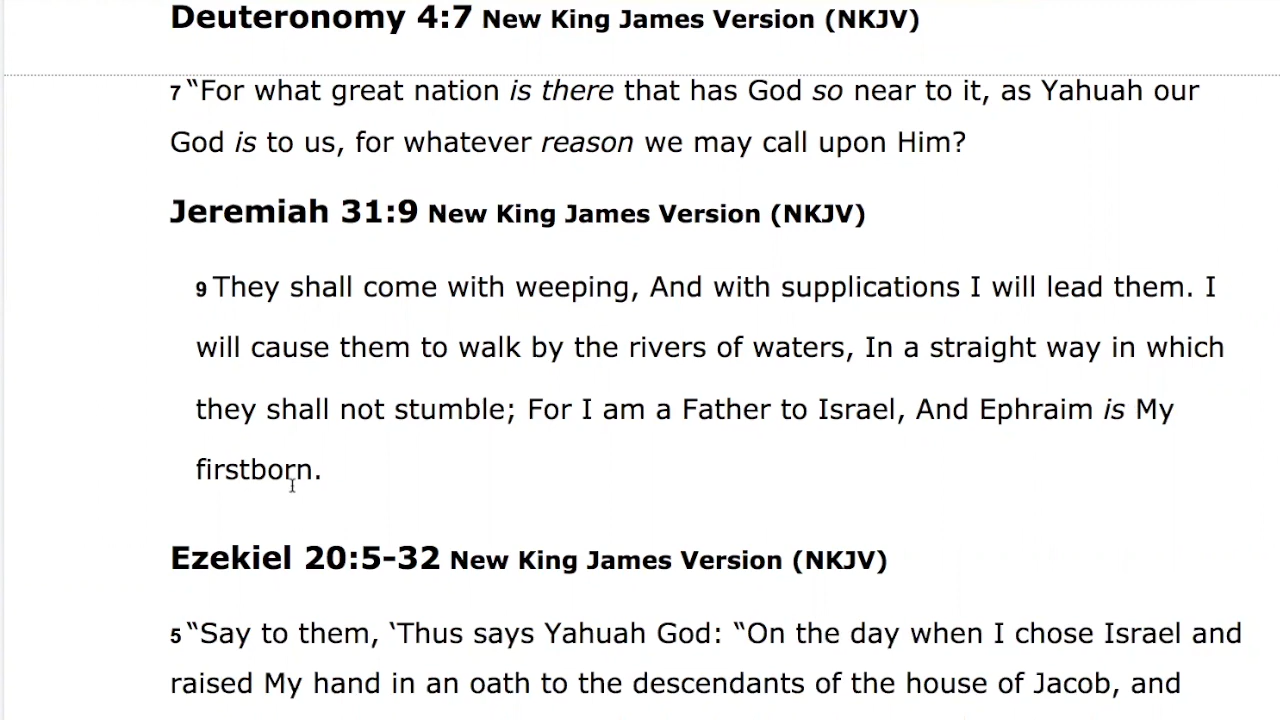 Deuteronomy 4:7 New King James Version (NKJV)
7 “For what great nation is there that has God so near to it, as Yahuah our
God is to us, for whatever reason we may call upon Him?
Jeremiah 31:9 New King James Version (NKJV)
9 They shall come with weeping, And with supplications I will lead them. I
will cause them to walk by the rivers of waters, In a straight way in which
they shall not stumble; For I am a Father to Israel, And Ephraim is My
firstborn.
Ezekiel 20:5-32 New King James Version (NKJV)
5 “Say to them, ‘Thus says Yahuah God: “On the day when I chose Israel and
raised My hand in an oath to the descendants of the house of Jacob, and